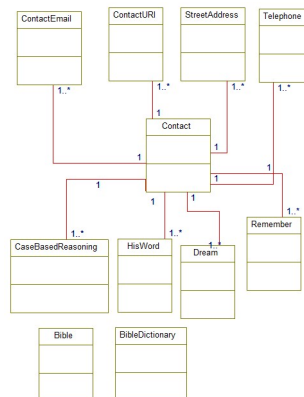 ContactEmail
ContactURI
StreetAddress
Telephone
1..*
1..*
1..*
1..*
1
Contact
1
1
1
1
1
1
1
1
1..*
1..*
1..*
1..*
CaseBasedReasoning
HisWord
Dream
Remember
Bible
BibleDictionary